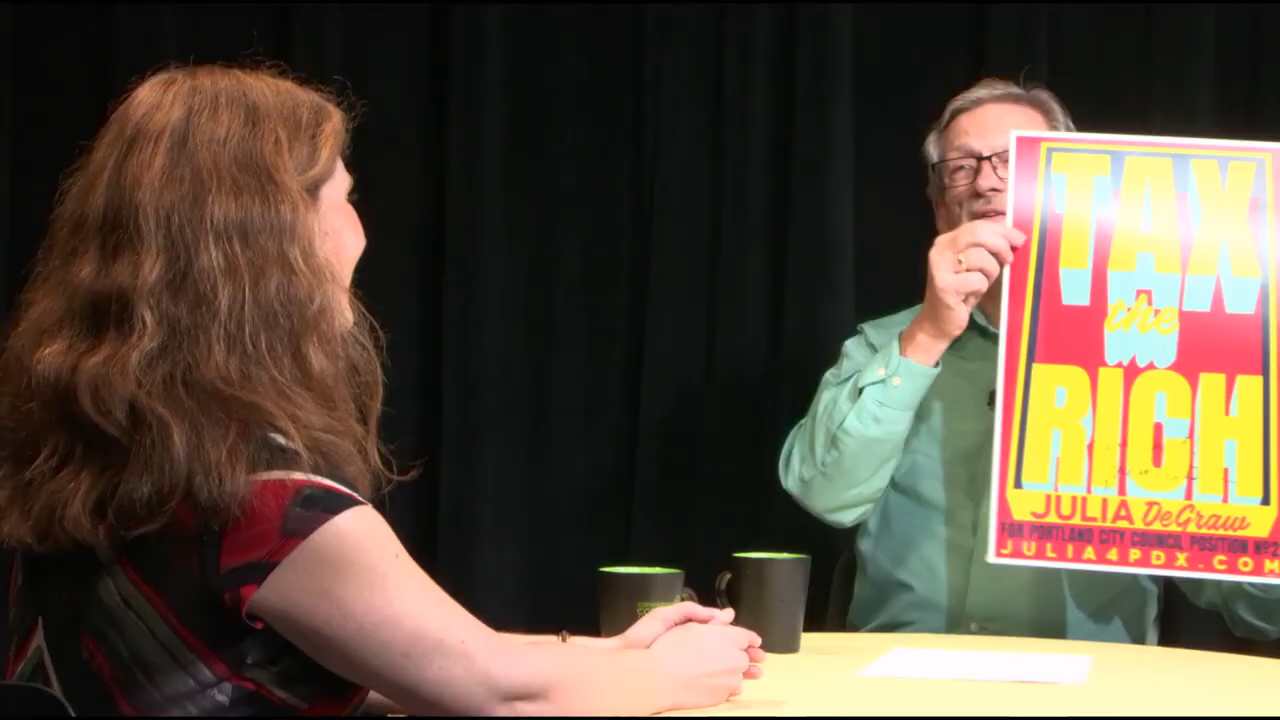 TAX
the
RICH
JULIA DeGraw
FOR PORTLAND CITY COUNCIL POSITION Nº2
JULIA4PDX.COM